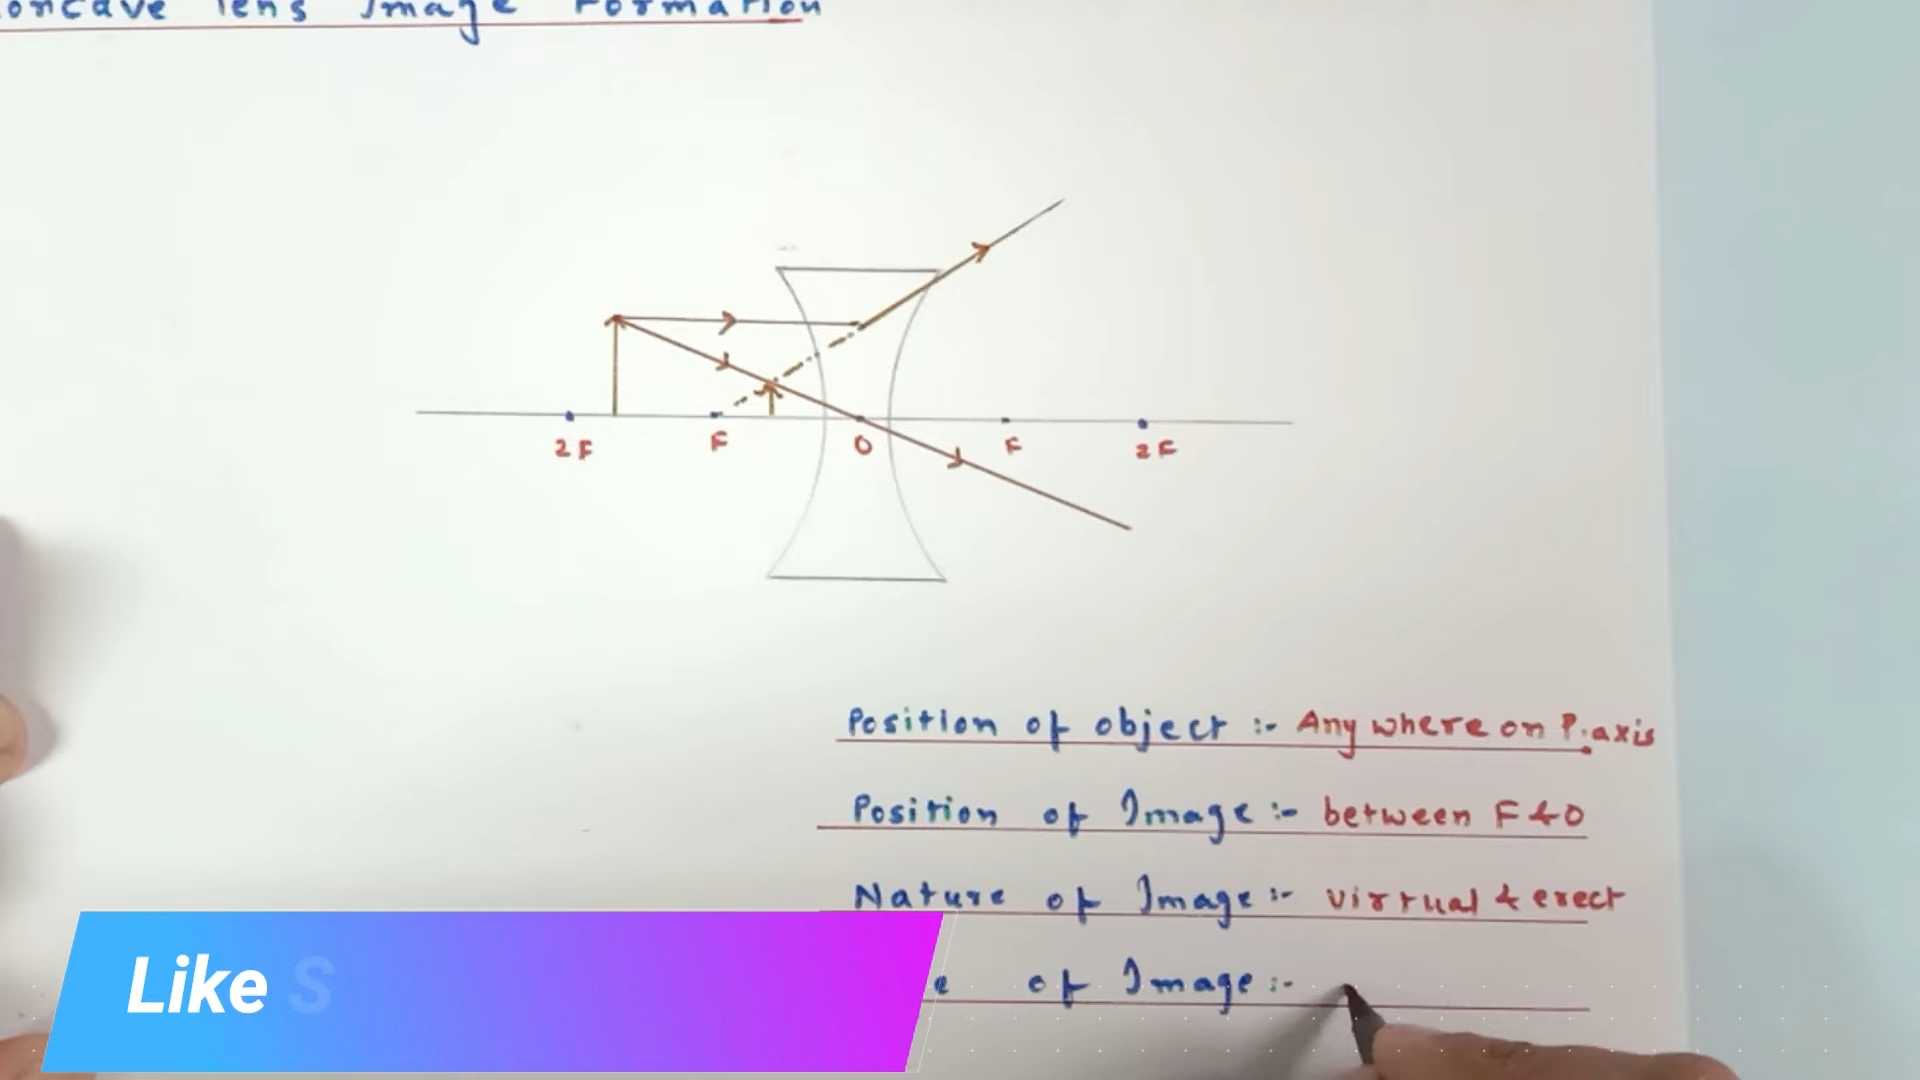 concave lens Image Formation
2F F O F 2F
Position of object :- Any where on P.axis
Position of Image :- between F & O
Nature of Image :- virtual & erect
e of Image :-
Like S